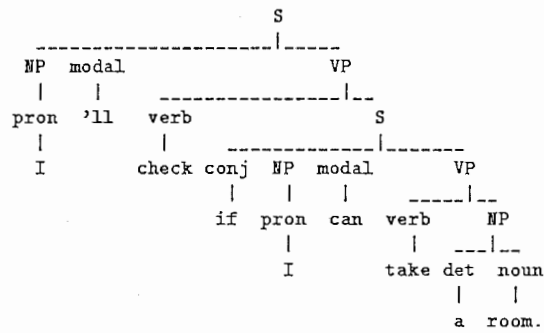 S
NP modal VP
pron 'll verb S
I check conj NP modal VP
if pron can verb NP
I take det noun
a room.